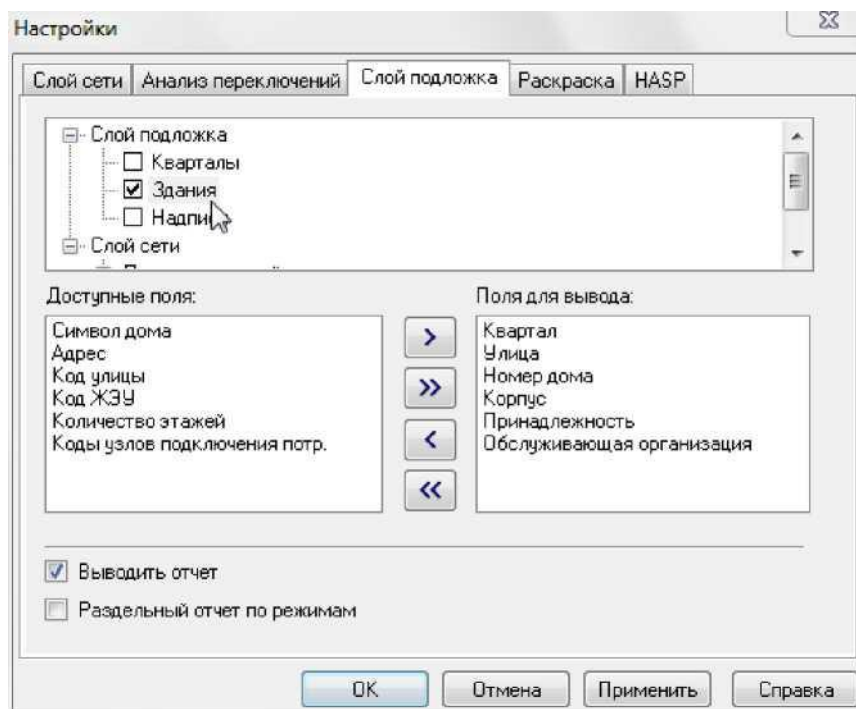 Настройки
Слой сети Анализ переключений Слой подложка Раскраска HASP
Слой подложка
Кварталы
Здания
Слой сети
Доступные поля: Поля для вывода:
Символ дома Квартал
Адрес Улица
Код улицы Номер дома
Код ЖЭУ Корпус
Количество этажей Принадлежность
Коды узлов подключения потр. Обслуживающая организация
Выводить отчет
Раздельный отчет по режимам
ОК Отмена Применить Справка